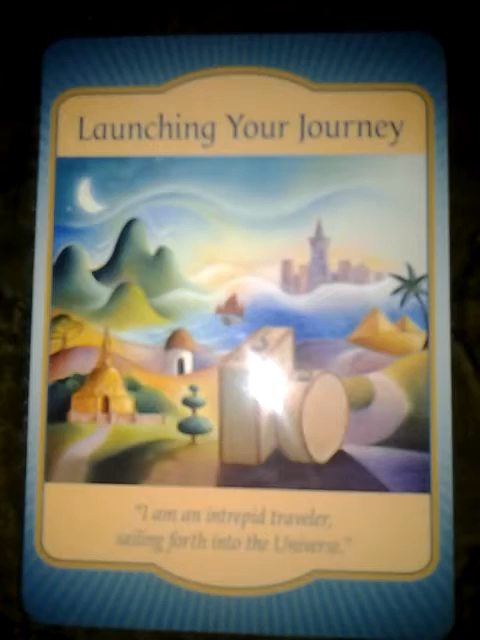 Launching Your Journey
"I am an intrepid traveler,
sailing forth into the Universe."